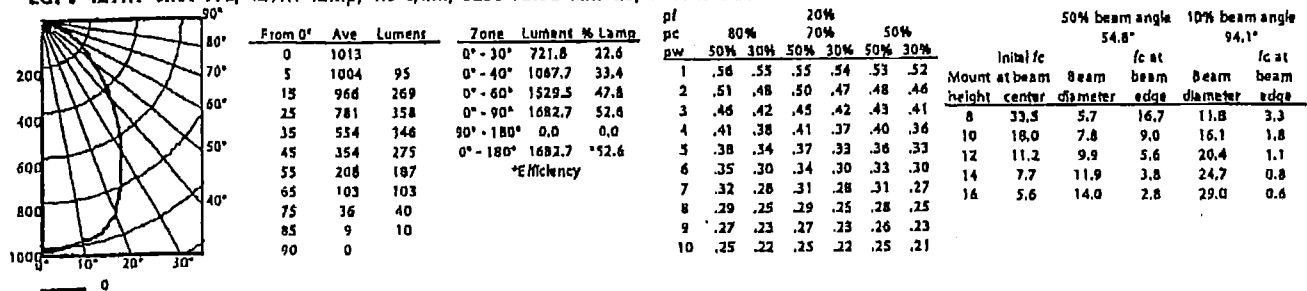 90°
80°
70°
60°
50°
40°
200
400
600
800
1000
0° 10° 20° 30°
0
From 0° Ave Lumens
0 1013
5 1004 95
15 966 269
25 781 358
35 554 346
45 354 275
55 208 187
65 103 103
75 36 40
85 9 10
90 0
Zone Lumens % Lamp
0° - 30° 721.8 22.6
0° - 40° 1067.7 33.4
0° - 60° 1529.5 47.8
0° - 90° 1682.7 52.6
90° - 180° 0.0 0.0
0° - 180° 1682.7 *52.6
*Efficiency
pf 20%
pc 80% 70% 50%
pw 50% 30% 50% 30% 50% 30%
1 .56 .55 .55 .54 .53 .52
2 .51 .48 .50 .47 .48 .46
3 .46 .42 .45 .42 .43 .41
4 .41 .38 .41 .37 .40 .36
5 .38 .34 .37 .33 .36 .33
6 .35 .30 .34 .30 .33 .30
7 .32 .28 .31 .28 .31 .27
8 .29 .25 .29 .25 .28 .25
9 .27 .23 .27 .23 .26 .23
10 .25 .22 .25 .22 .25 .21
50% beam angle 10% beam angle
54.8° 94.1°
Initial fc fc at fc at
Mount at beam Beam beam Beam beam
height center diameter edge diameter edge
8 33.5 5.7 16.7 11.8 3.3
10 18.0 7.8 9.0 16.1 1.8
12 11.2 9.9 5.6 20.4 1.1
14 7.7 11.9 3.8 24.7 0.8
16 5.6 14.0 2.8 29.0 0.6